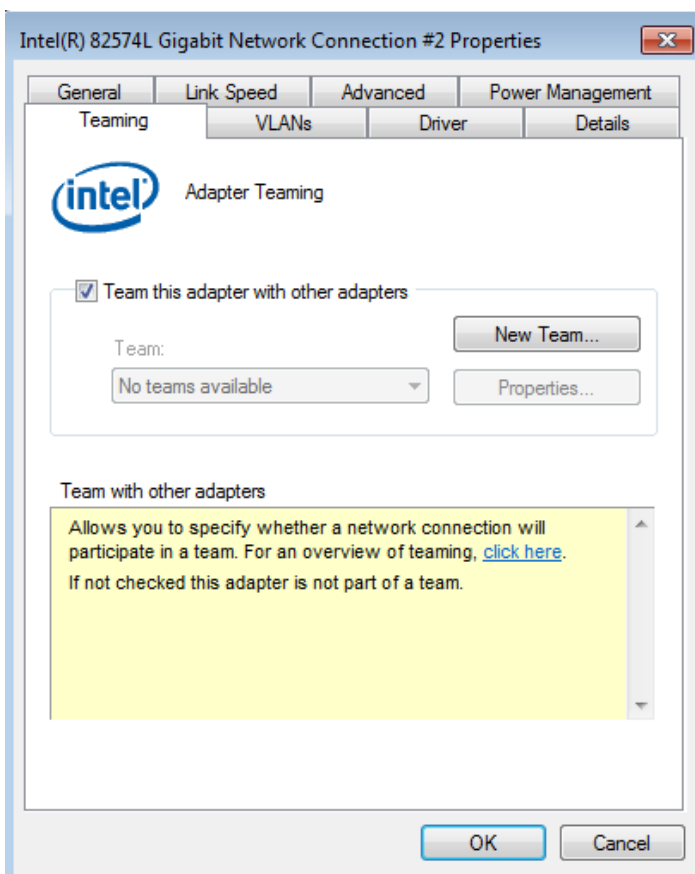 Intel(R) 82574L Gigabit Network Connection #2 Properties
General Link Speed Advanced Power Management
Teaming VLANs Driver Details
intel Adapter Teaming
Team this adapter with other adapters
New Team...
Team:
No teams available Properties...
Team with other adapters
Allows you to specify whether a network connection will
participate in a team. For an overview of teaming, click here.
If not checked this adapter is not part of a team.
OK Cancel